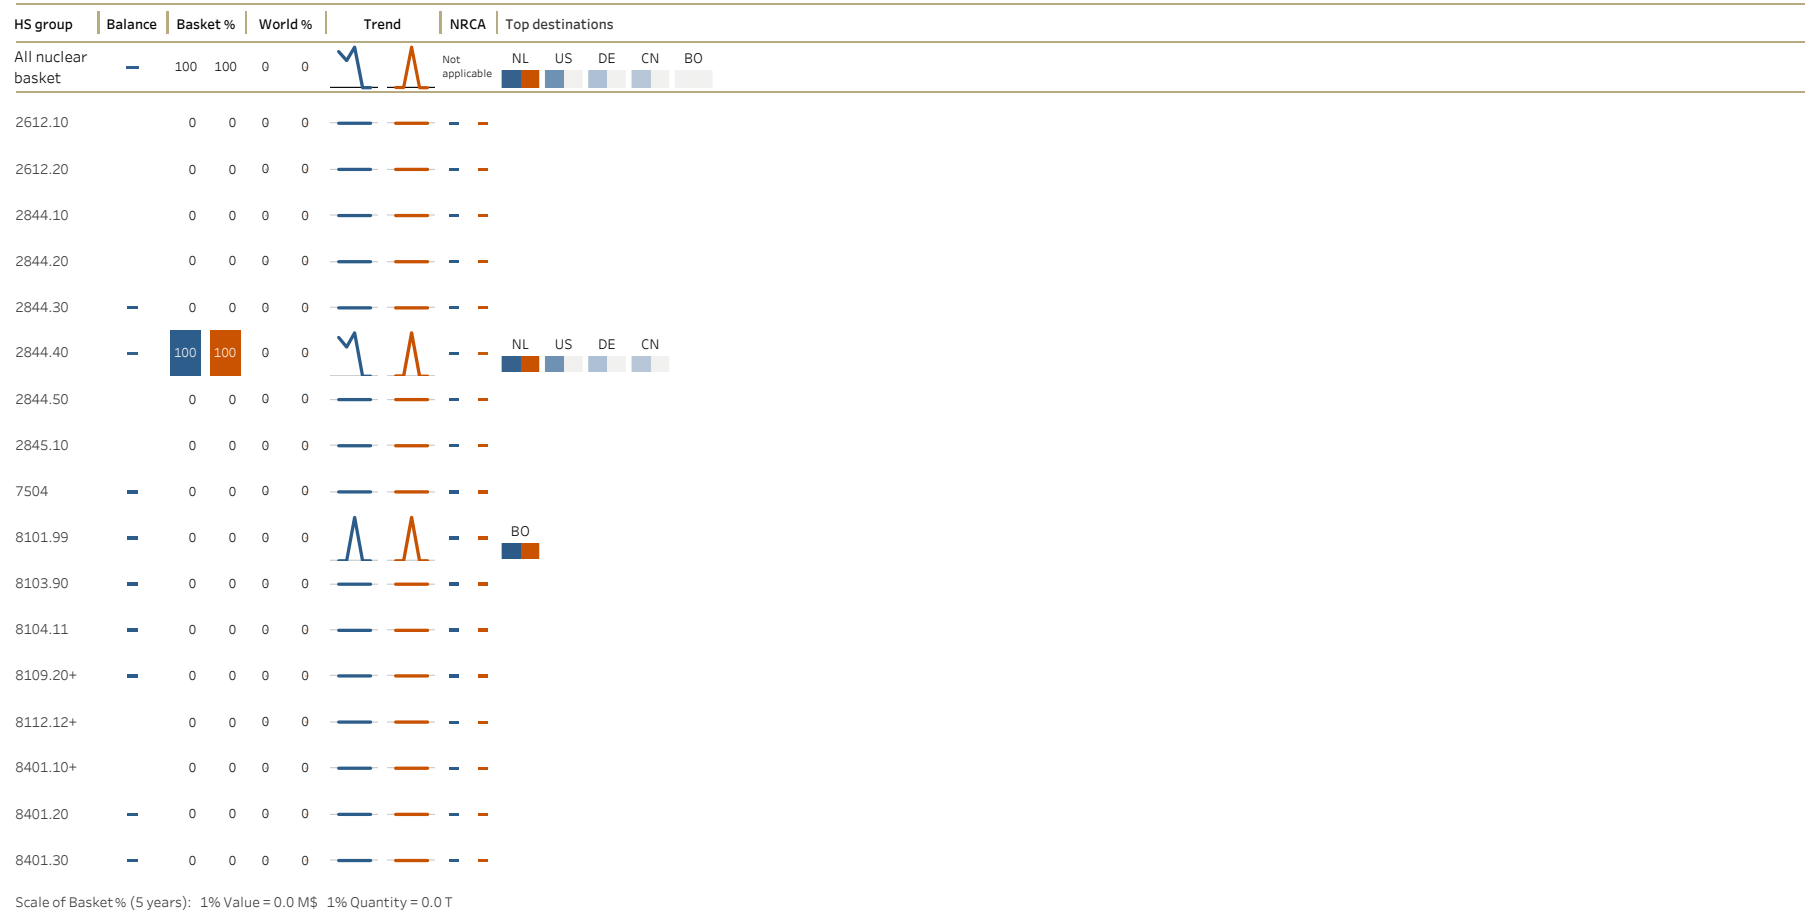 HS group Balance Basket % World % Trend NRCA Top destinations
All nuclear basket 100 100 0 0 Not applicable NL US DE CN BO
2612.10 0 0 0 0
2612.20 0 0 0 0
2844.10 0 0 0 0
2844.20 0 0 0 0
2844.30 0 0 0 0
2844.40 100 100 0 0 NL US DE CN
2844.50 0 0 0 0
2845.10 0 0 0 0
7504 0 0 0 0
8101.99 0 0 0 0 BO
8103.90 0 0 0 0
8104.11 0 0 0 0
8109.20+ 0 0 0 0
8112.12+ 0 0 0 0
8401.10+ 0 0 0 0
8401.20 0 0 0 0
8401.30 0 0 0 0
Scale of Basket% (5 years): 1% Value = 0.0 M$ 1% Quantity = 0.0 T